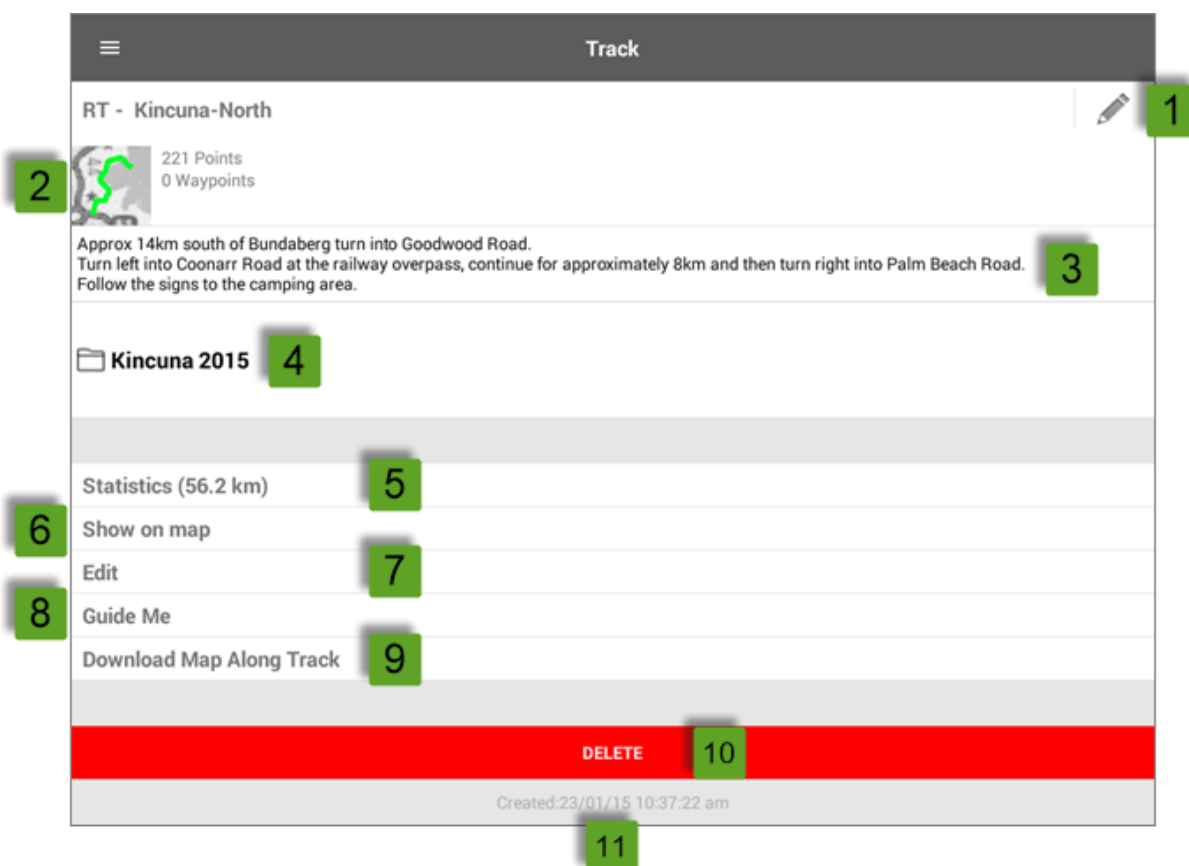 Track
RT - Kincuna-North
1
2
221 Points
0 Waypoints
Approx 14km south of Bundaberg turn into Goodwood Road.
Turn left into Coonarr Road at the railway overpass, continue for approximately 8km and then turn right into Palm Beach Road.
Follow the signs to the camping area.
3
Kincuna 2015
4
Statistics (56.2 km)
5
6
Show on map
Edit
7
8
Guide Me
Download Map Along Track
9
DELETE
10
Created:23/01/15 10:37:22 am
11